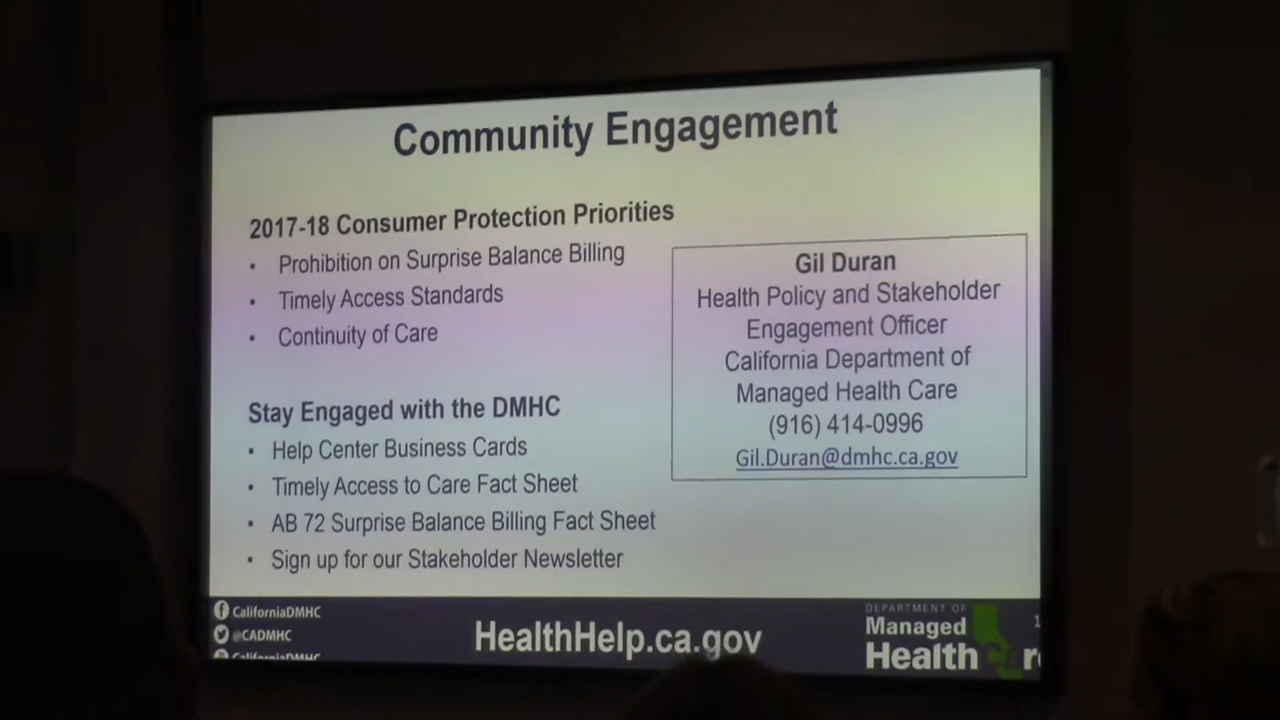 Community Engagement
2017-18 Consumer Protection Priorities
• Prohibition on Surprise Balance Billing
• Timely Access Standards
• Continuity of Care
Stay Engaged with the DMHC
• Help Center Business Cards
• Timely Access to Care Fact Sheet
• AB 72 Surprise Balance Billing Fact Sheet
• Sign up for our Stakeholder Newsletter
Gil Duran
Health Policy and Stakeholder
Engagement Officer
California Department of
Managed Health Care
(916) 414-0996
Gil.Duran@dmhc.ca.gov
CaliforniaDMHC
@CADMHC
CaliforniaDMHC
HealthHelp.ca.gov
DEPARTMENT OF
Managed
Health